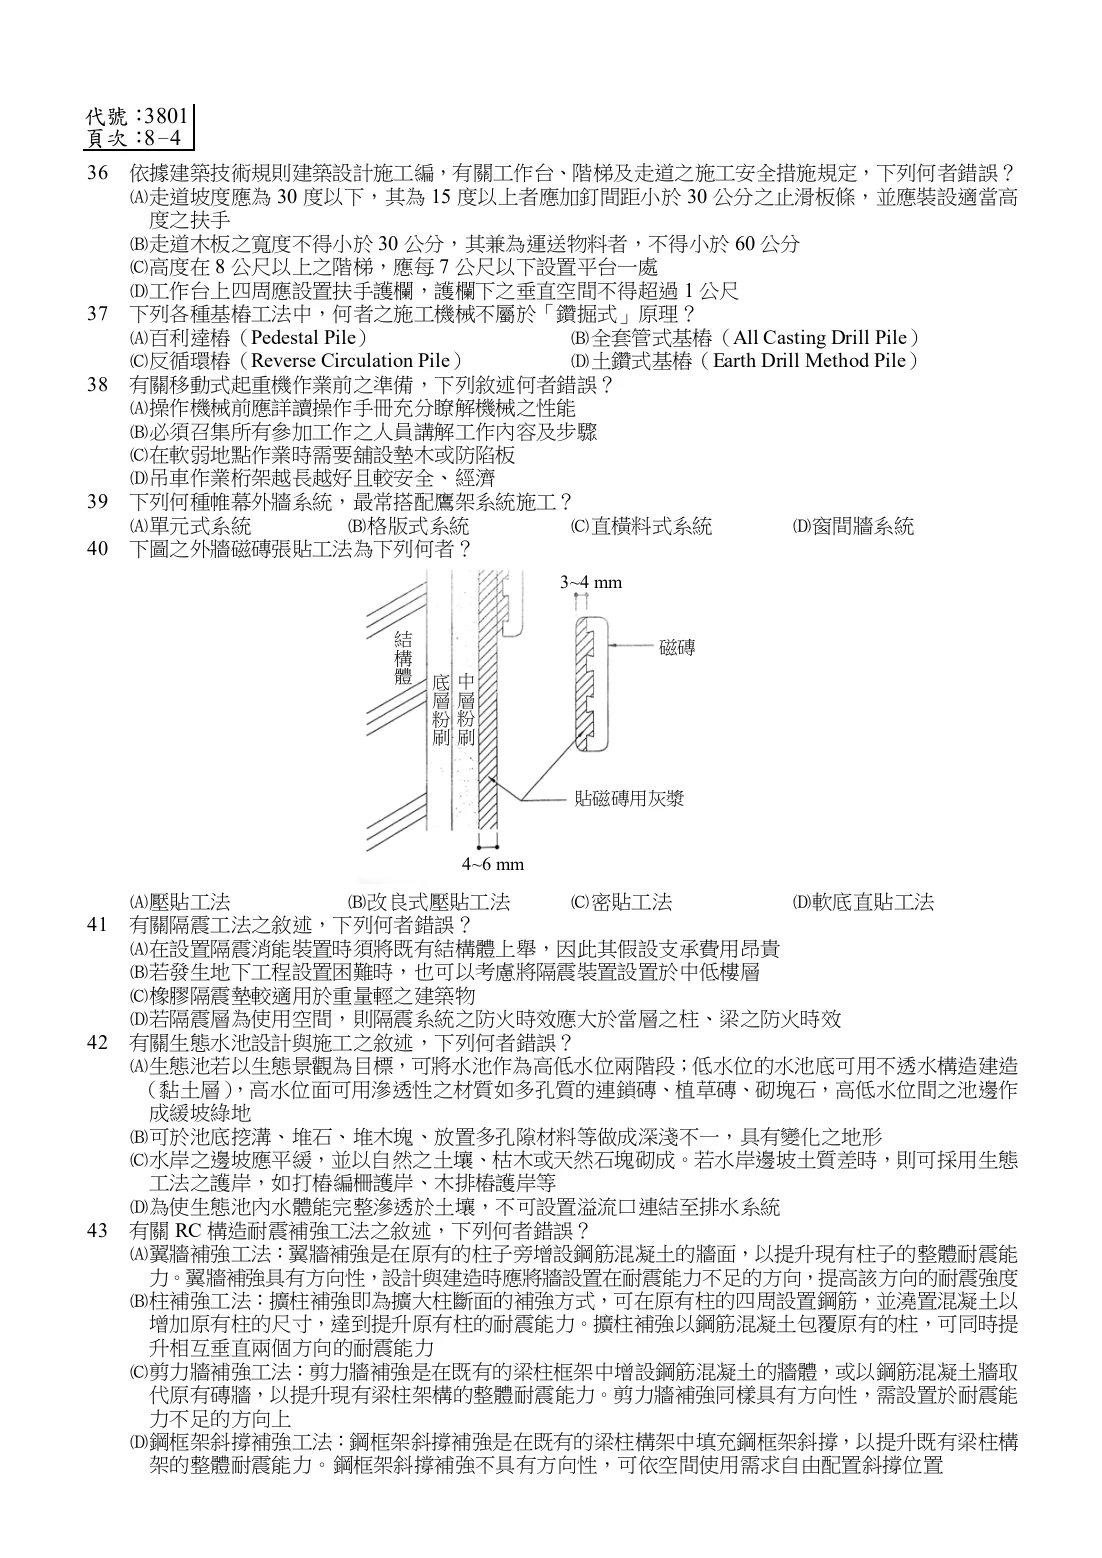 代號:3801
頁次:8-4
36 依據建築技術規則建築設計施工編，有關工作台、階梯及走道之施工安全措施規定，下列何者錯誤？
(A)走道坡度應為 30 度以下，其為 15 度以上者應加釘間距小於 30 公分之止滑板條，並應裝設適當高
度之扶手
(B)走道木板之寬度不得小於 30 公分，其兼為運送物料者，不得小於 60 公分
(C)高度在 8 公尺以上之階梯，應每 7 公尺以下設置平台一處
(D)工作台上四周應設置扶手護欄，護欄下之垂直空間不得超過 1 公尺
37 下列各種基樁工法中，何者之施工機械不屬於「鑽掘式」原理？
(A)百利達樁（Pedestal Pile） (B)全套管式基樁（All Casting Drill Pile）
(C)反循環樁（Reverse Circulation Pile） (D)土鑽式基樁（Earth Drill Method Pile）
38 有關移動式起重機作業前之準備，下列敘述何者錯誤？
(A)操作機械前應詳讀操作手冊充分瞭解機械之性能
(B)必須召集所有參加工作之人員講解工作內容及步驟
(C)在軟弱地點作業時需要舖設墊木或防陷板
(D)吊車作業桁架越長越好且較安全、經濟
39 下列何種帷幕外牆系統，最常搭配鷹架系統施工？
(A)單元式系統 (B)格版式系統 (C)直橫料式系統 (D)窗間牆系統
40 下圖之外牆磁磚張貼工法為下列何者？
3~4 mm
磁磚
結構體
底層粉刷
中層粉刷
貼磁磚用灰漿
4~6 mm
(A)壓貼工法 (B)改良式壓貼工法 (C)密貼工法 (D)軟底直貼工法
41 有關隔震工法之敘述，下列何者錯誤？
(A)在設置隔震消能裝置時須將既有結構體上舉，因此其假設支承費用昂貴
(B)若發生地下工程設置困難時，也可以考慮將隔震裝置設置於中低樓層
(C)橡膠隔震墊較適用於重量輕之建築物
(D)若隔震層為使用空間，則隔震系統之防火時效應大於當層之柱、梁之防火時效
42 有關生態水池設計與施工之敘述，下列何者錯誤？
(A)生態池若以生態景觀為目標，可將水池作為高低水位兩階段；低水位的水池底可用不透水構造建造
（黏土層），高水位面可用滲透性之材質如多孔質的連鎖磚、植草磚、砌塊石，高低水位間之池邊作
成緩坡綠地
(B)可於池底挖溝、堆石、堆木塊、放置多孔隙材料等做成深淺不一，具有變化之地形
(C)水岸之邊坡應平緩，並以自然之土壤、枯木或天然石塊砌成。若水岸邊坡土質差時，則可採用生態
工法之護岸，如打樁編柵護岸、木排樁護岸等
(D)為使生態池內水體能完整滲透於土壤，不可設置溢流口連結至排水系統
43 有關 RC 構造耐震補強工法之敘述，下列何者錯誤？
(A)翼牆補強工法：翼牆補強是在原有的柱子旁增設鋼筋混凝土的牆面，以提升現有柱子的整體耐震能
力。翼牆補強具有方向性，設計與建造時應將牆設置在耐震能力不足的方向，提高該方向的耐震強度
(B)柱補強工法：擴柱補強即為擴大柱斷面的補強方式，可在原有柱的四周設置鋼筋，並澆置混凝土以
增加原有柱的尺寸，達到提升原有柱的耐震能力。擴柱補強以鋼筋混凝土包覆原有的柱，可同時提
升相互垂直兩個方向的耐震能力
(C)剪力牆補強工法：剪力牆補強是在既有的梁柱框架中增設鋼筋混凝土的牆體，或以鋼筋混凝土牆取
代原有磚牆，以提升現有梁柱架構的整體耐震能力。剪力牆補強同樣具有方向性，需設置於耐震能
力不足的方向上
(D)鋼框架斜撐補強工法：鋼框架斜撐補強是在既有的梁柱構架中填充鋼框架斜撐，以提升既有梁柱構
架的整體耐震能力。鋼框架斜撐補強不具有方向性，可依空間使用需求自由配置斜撐位置